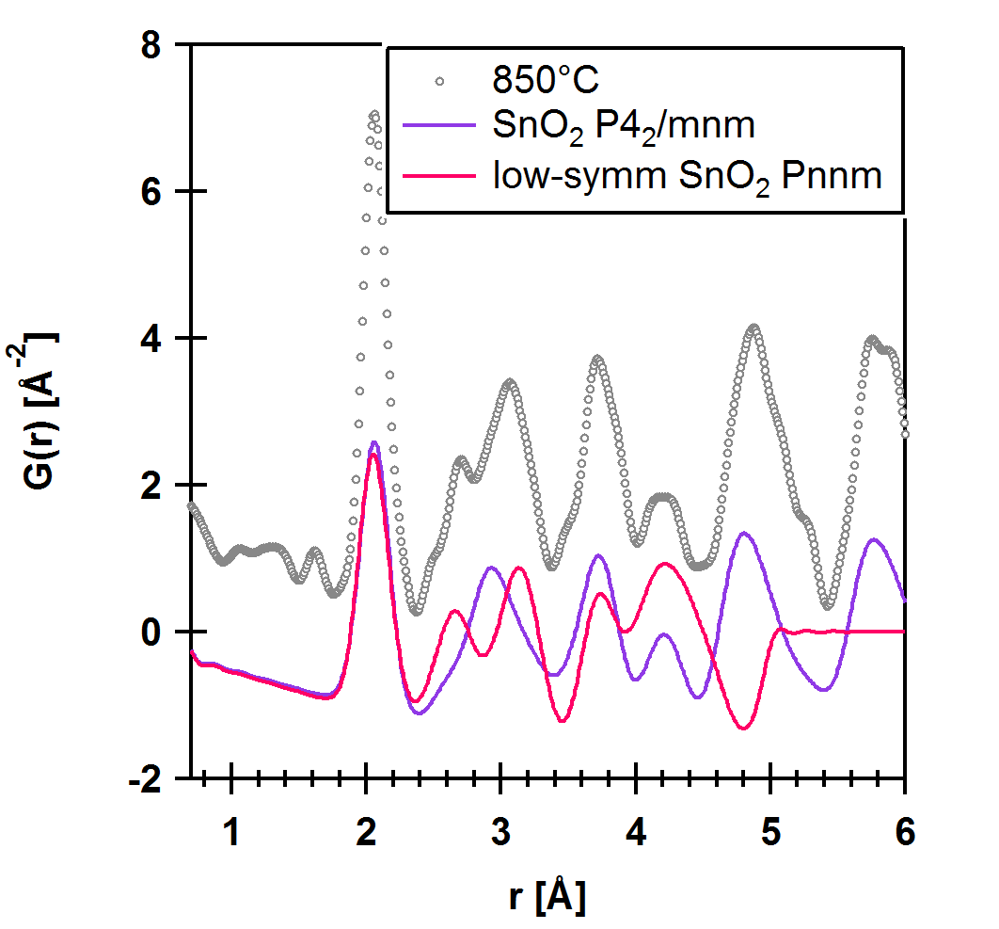 8
6
4
2
0
-2
G(r) [Å⁻²]
850°C
SnO₂ P4₂/mnm
low-symm SnO₂ Pnnm
1 2 3 4 5 6
r [Å]